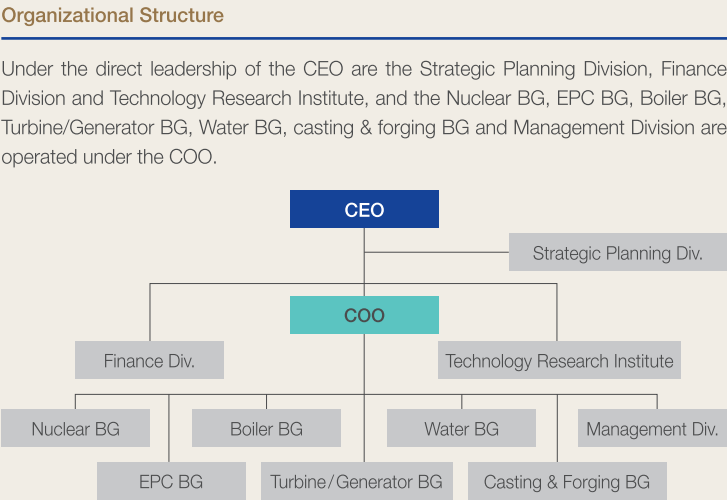 Organizational Structure
Under the direct leadership of the CEO are the Strategic Planning Division, Finance
Division and Technology Research Institute, and the Nuclear BG, EPC BG, Boiler BG,
Turbine/Generator BG, Water BG, casting & forging BG and Management Division are
operated under the COO.
CEO
Strategic Planning Div.
COO
Finance Div.
Technology Research Institute
Nuclear BG
Boiler BG
Water BG
Management Div.
EPC BG
Turbine/Generator BG
Casting & Forging BG